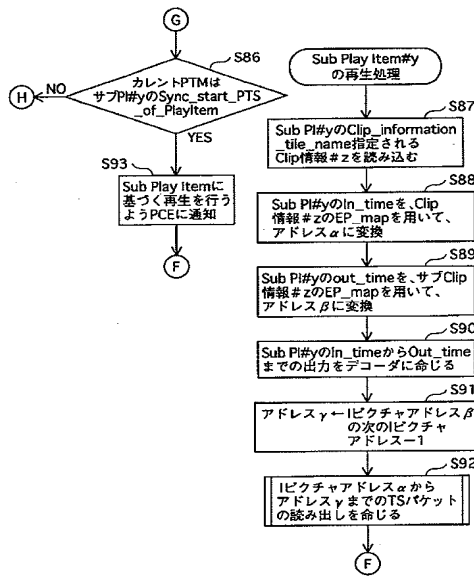 G
S86
カレントPTMは
サブPI#yのSync_start_PTS
_of_PlayItem
NO
H
YES
S93
Sub Play Itemに
基づく再生を行う
ようPCEに通知
F
Sub Play Item#y
の再生処理
S87
Sub PI#yのClip_information
_tile_name指定される
Clip情報#zを読み込む
S88
Sub PI#yのIn_timeを、Clip
情報#zのEP_mapを用いて、
アドレスαに変換
S89
Sub PI#yのout_timeを、サブClip
情報#zのEP_mapを用いて、
アドレスβに変換
S90
Sub PI#yのIn_timeからOut_time
までの出力をデコーダに命じる
S91
アドレスγ←Iピクチャアドレスβ
の次のIピクチャ
アドレス－1
S92
Iピクチャアドレスαから
アドレスγまでのTSパケット
の読み出しを命じる
F